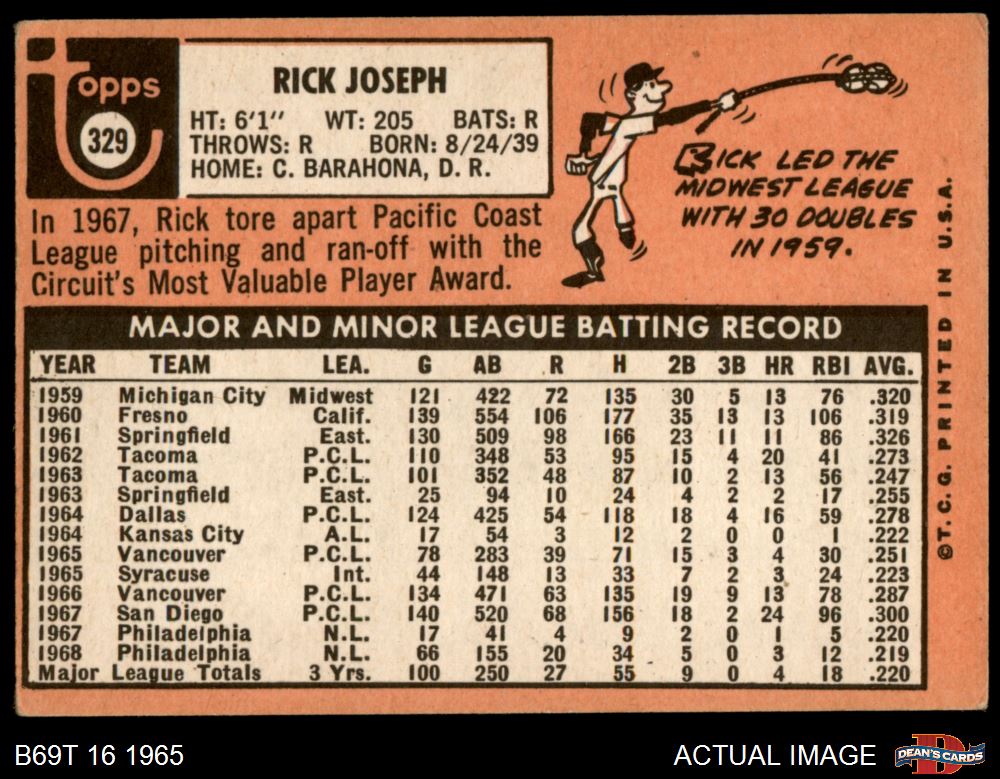 Topps
329
RICK JOSEPH
HT: 6'1" WT: 205 BATS: R
THROWS: R BORN: 8/24/39
HOME: C. BARAHONA, D. R.
In 1967, Rick tore apart Pacific Coast
League pitching and ran-off with the
Circuit's Most Valuable Player Award.
RICK LED THE
MIDWEST LEAGUE
WITH 30 DOUBLES
IN 1959.
MAJOR AND MINOR LEAGUE BATTING RECORD
YEAR TEAM LEA. G AB R H 2B 3B HR RBI AVG.
1959 Michigan City Midwest 121 422 72 135 30 5 13 76 .320
1960 Fresno Calif. 139 554 106 177 35 13 13 106 .319
1961 Springfield East. 130 509 98 166 23 11 11 86 .326
1962 Tacoma P.C.L. 110 348 53 95 15 4 20 41 .273
1963 Tacoma P.C.L. 101 352 48 87 10 2 13 56 .247
1963 Springfield East. 25 94 10 24 4 2 2 17 .255
1964 Dallas P.C.L. 124 425 54 118 18 4 16 59 .278
1964 Kansas City A.L. 17 54 3 12 2 0 0 1 .222
1965 Vancouver P.C.L. 78 283 39 71 15 3 4 30 .251
1965 Syracuse Int. 44 148 13 33 7 2 3 24 .223
1966 Vancouver P.C.L. 134 471 63 135 19 9 13 78 .287
1967 San Diego P.C.L. 140 520 68 156 18 2 24 96 .300
1967 Philadelphia N.L. 17 41 4 9 2 0 1 5 .220
1968 Philadelphia N.L. 66 155 20 34 5 0 3 12 .219
Major League Totals 3 Yrs. 100 250 27 55 9 0 4 18 .220
©T. C. G. PRINTED IN U.S.A.
B69T 16 1965
ACTUAL IMAGE
DEAN'S CARDS